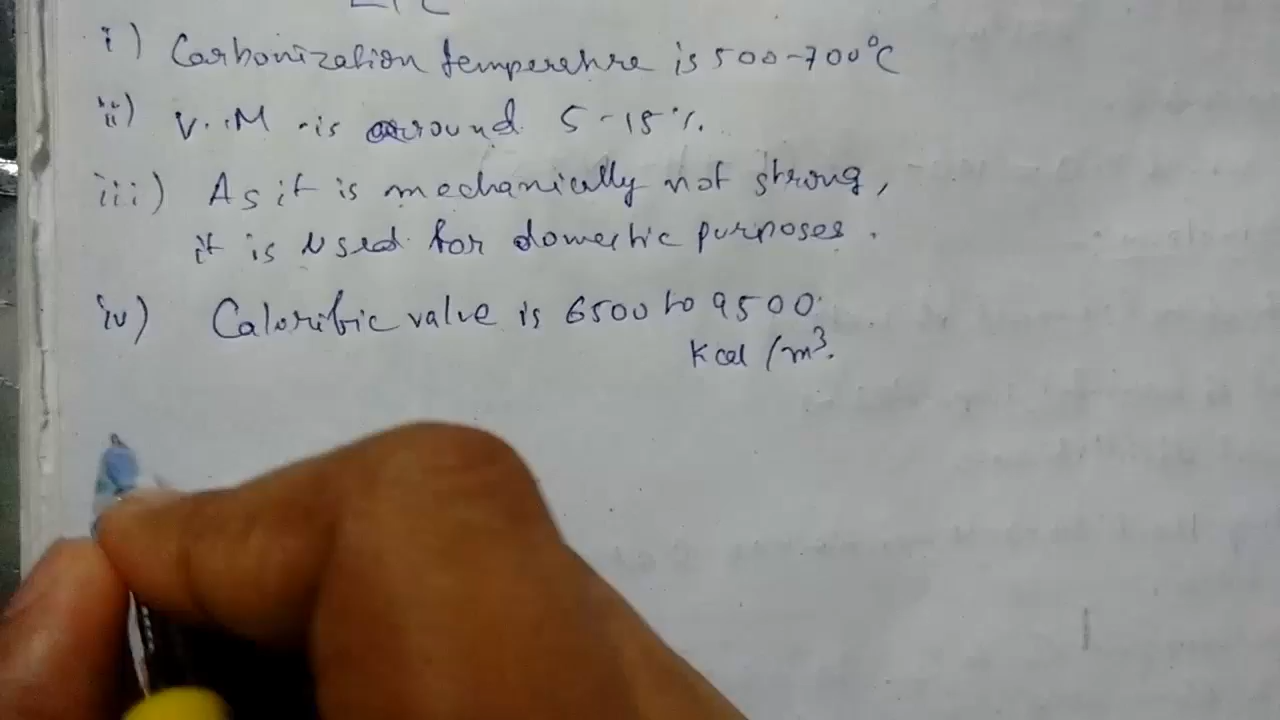 i) Carbonization temperature is 500-700°C
ii) V.M is around 5-15%.
iii) As it is mechanically not strong,
it is used for domestic purposes.
iv) Calorific value is 6500 to 9500
Kcal/m³.